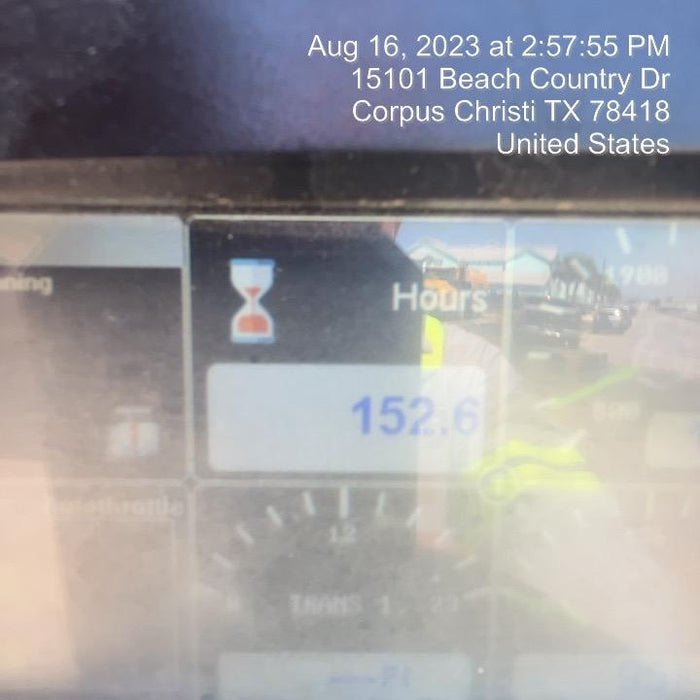 Aug 16, 2023 at 2:57:55 PM
15101 Beach Country Dr
Corpus Christi TX 78418
United States
Hours
152.6
12
TRANS 1